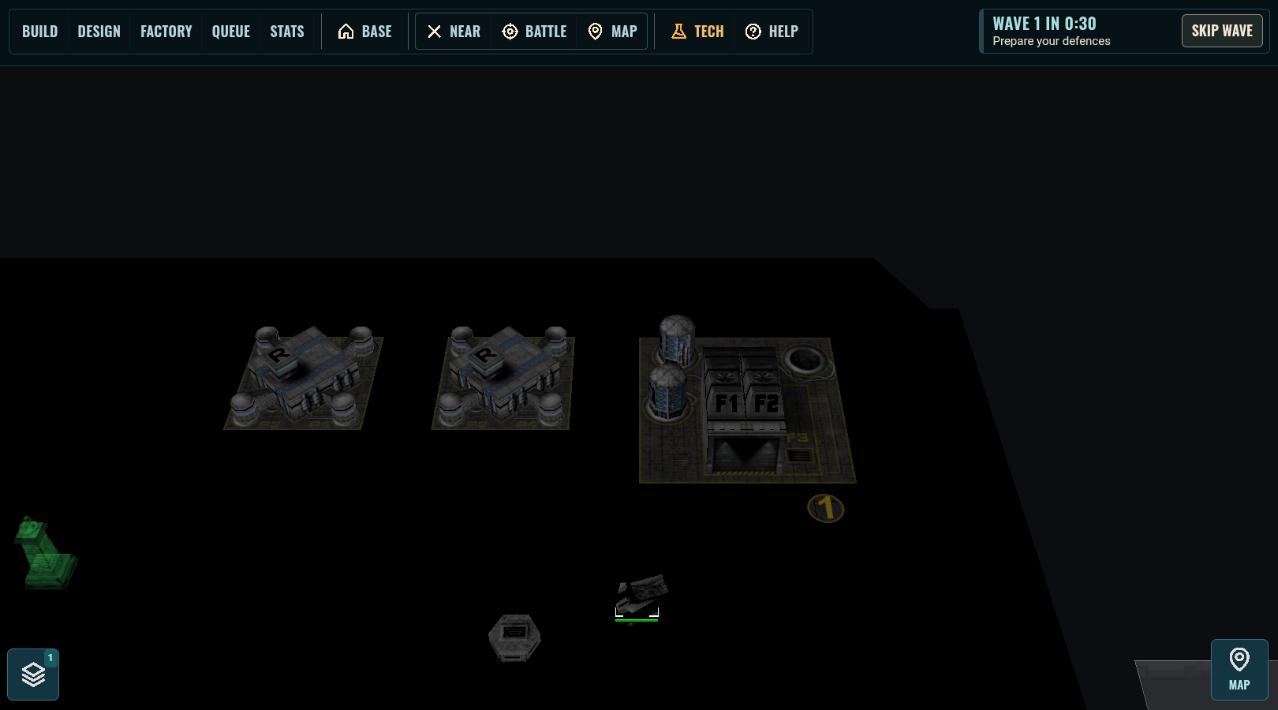 BUILD DESIGN FACTORY QUEUE STATS BASE NEAR BATTLE MAP TECH HELP
WAVE 1 IN 0:30
Prepare your defences
SKIP WAVE
R R
F1 F2
F3
1
1
MAP